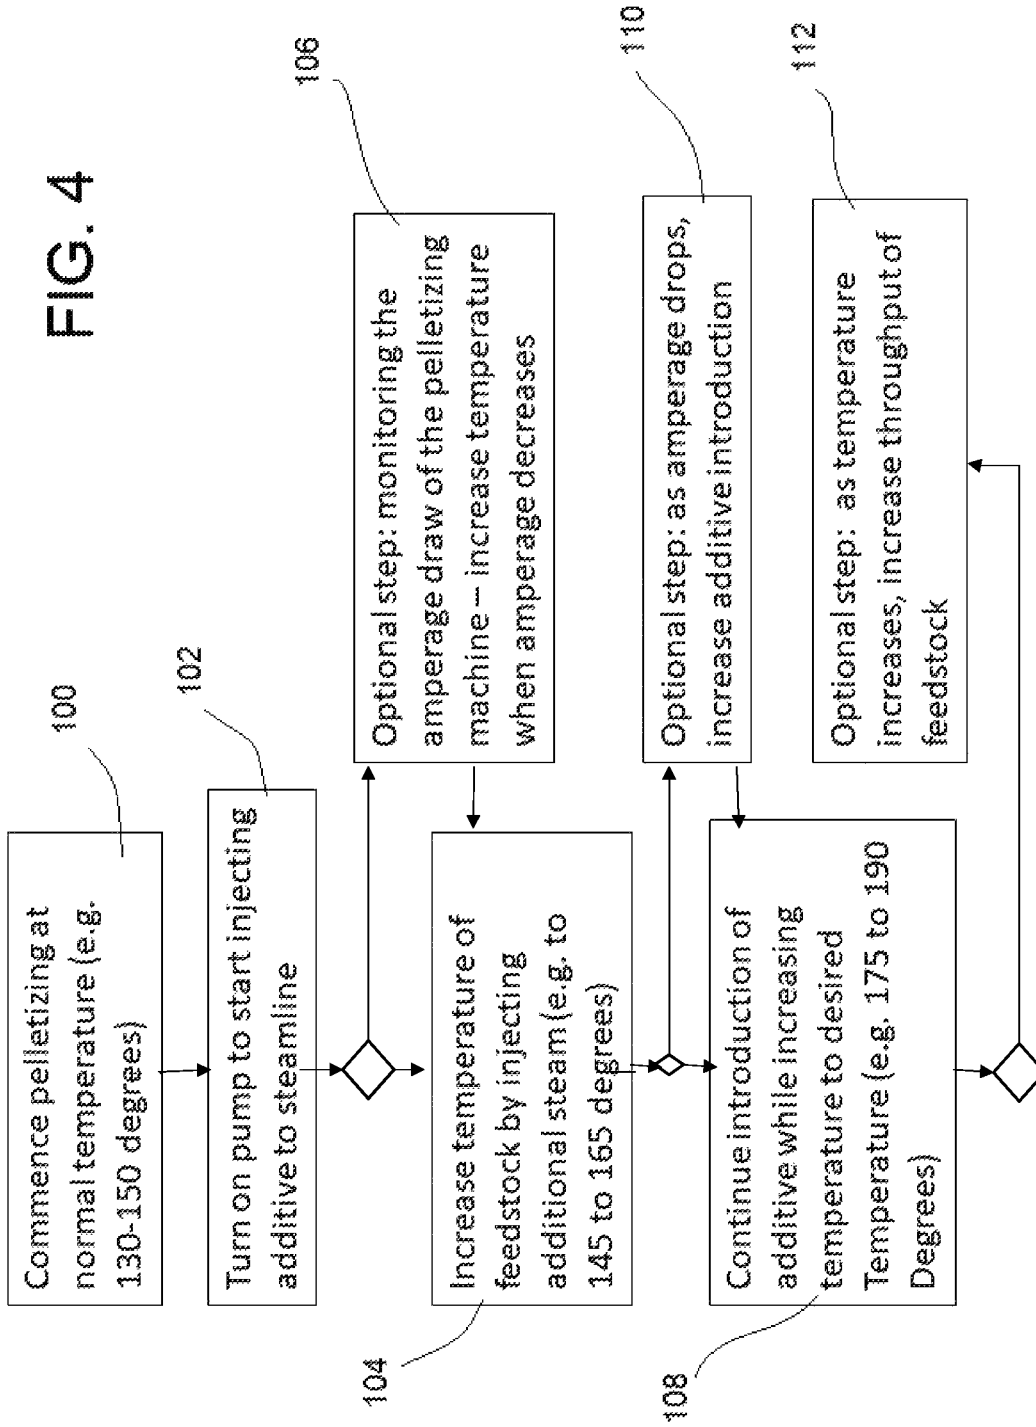 FIG. 4
Commence pelletizing at
normal temperature (e.g.
130-150 degrees)
100
Turn on pump to start injecting
additive to steamline
102
Optional step: monitoring the
amperage draw of the pelletizing
machine – increase temperature
when amperage decreases
106
Increase temperature of
feedstock by injecting
additional steam (e.g. to
145 to 165 degrees)
104
Optional step: as amperage drops,
increase additive introduction
110
Continue introduction of
additive while increasing
temperature to desired
Temperature (e.g. 175 to 190
Degrees)
108
Optional step: as temperature
increases, increase throughput of
feedstock
112